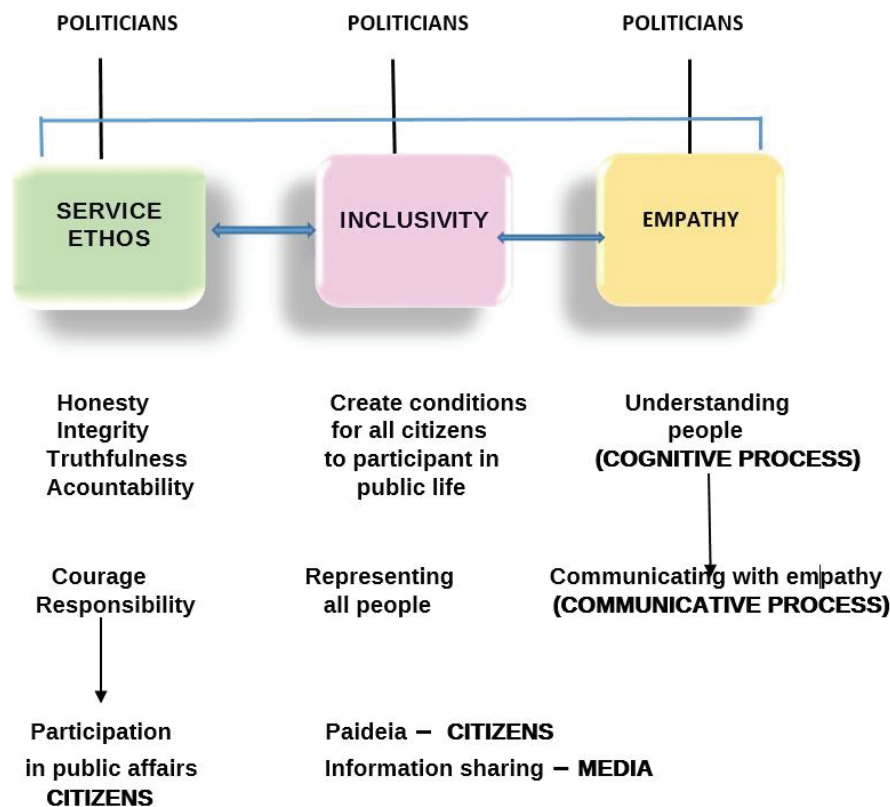 POLITICIANS
POLITICIANS
POLITICIANS
SERVICE
ETHOS
INCLUSIVITY
EMPATHY
Honesty
Integrity
Truthfulness
Acountability
Create conditions
for all citizens
to participant in
public life
Understanding
people
(COGNITIVE PROCESS)
Courage
Responsibility
Representing
all people
Communicating with empathy
(COMMUNICATIVE PROCESS)
Participation
in public affairs
CITIZENS
Paideia – CITIZENS
Information sharing – MEDIA